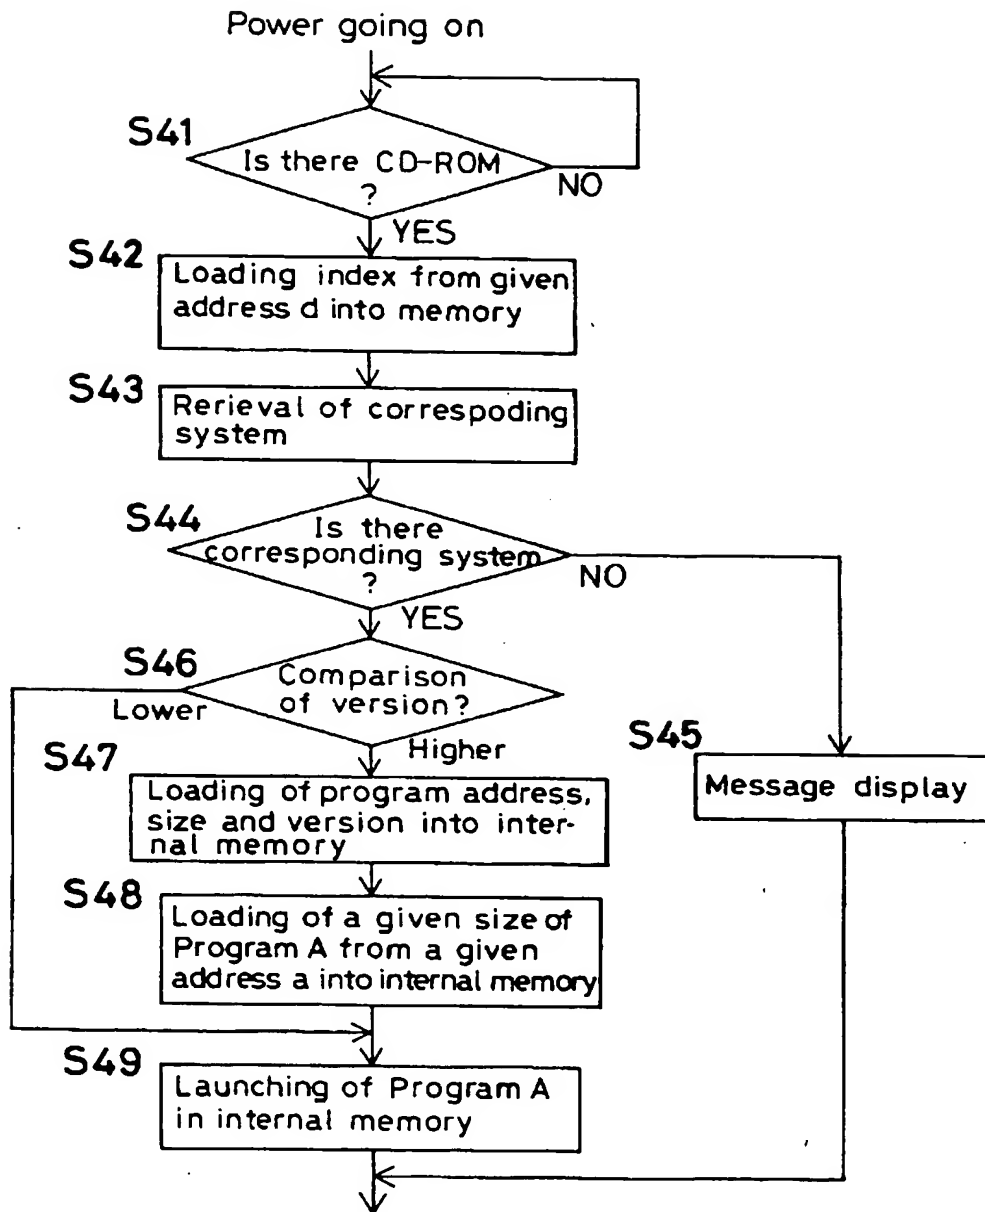 Power going on
S41
Is there CD-ROM
?
NO
YES
S42
Loading index from given
address d into memory
S43
Rerieval of correspoding
system
S44
Is there
corresponding system
?
NO
YES
S46
Comparison
of version?
Lower
Higher
S45
Message display
S47
Loading of program address,
size and version into inter-
nal memory
S48
Loading of a given size of
Program A from a given
address a into internal memory
S49
Launching of Program A
in internal memory